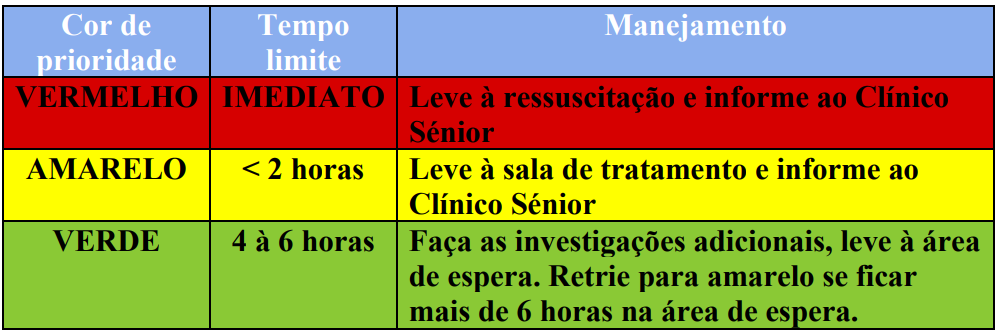 Cor de prioridade Tempo limite Manejamento
VERMELHO IMEDIATO Leve à ressuscitação e informe ao Clínico
Sénior
AMARELO < 2 horas Leve à sala de tratamento e informe ao
Clínico Sénior
VERDE 4 à 6 horas Faça as investigações adicionais, leve à área
de espera. Retrie para amarelo se ficar
mais de 6 horas na área de espera.